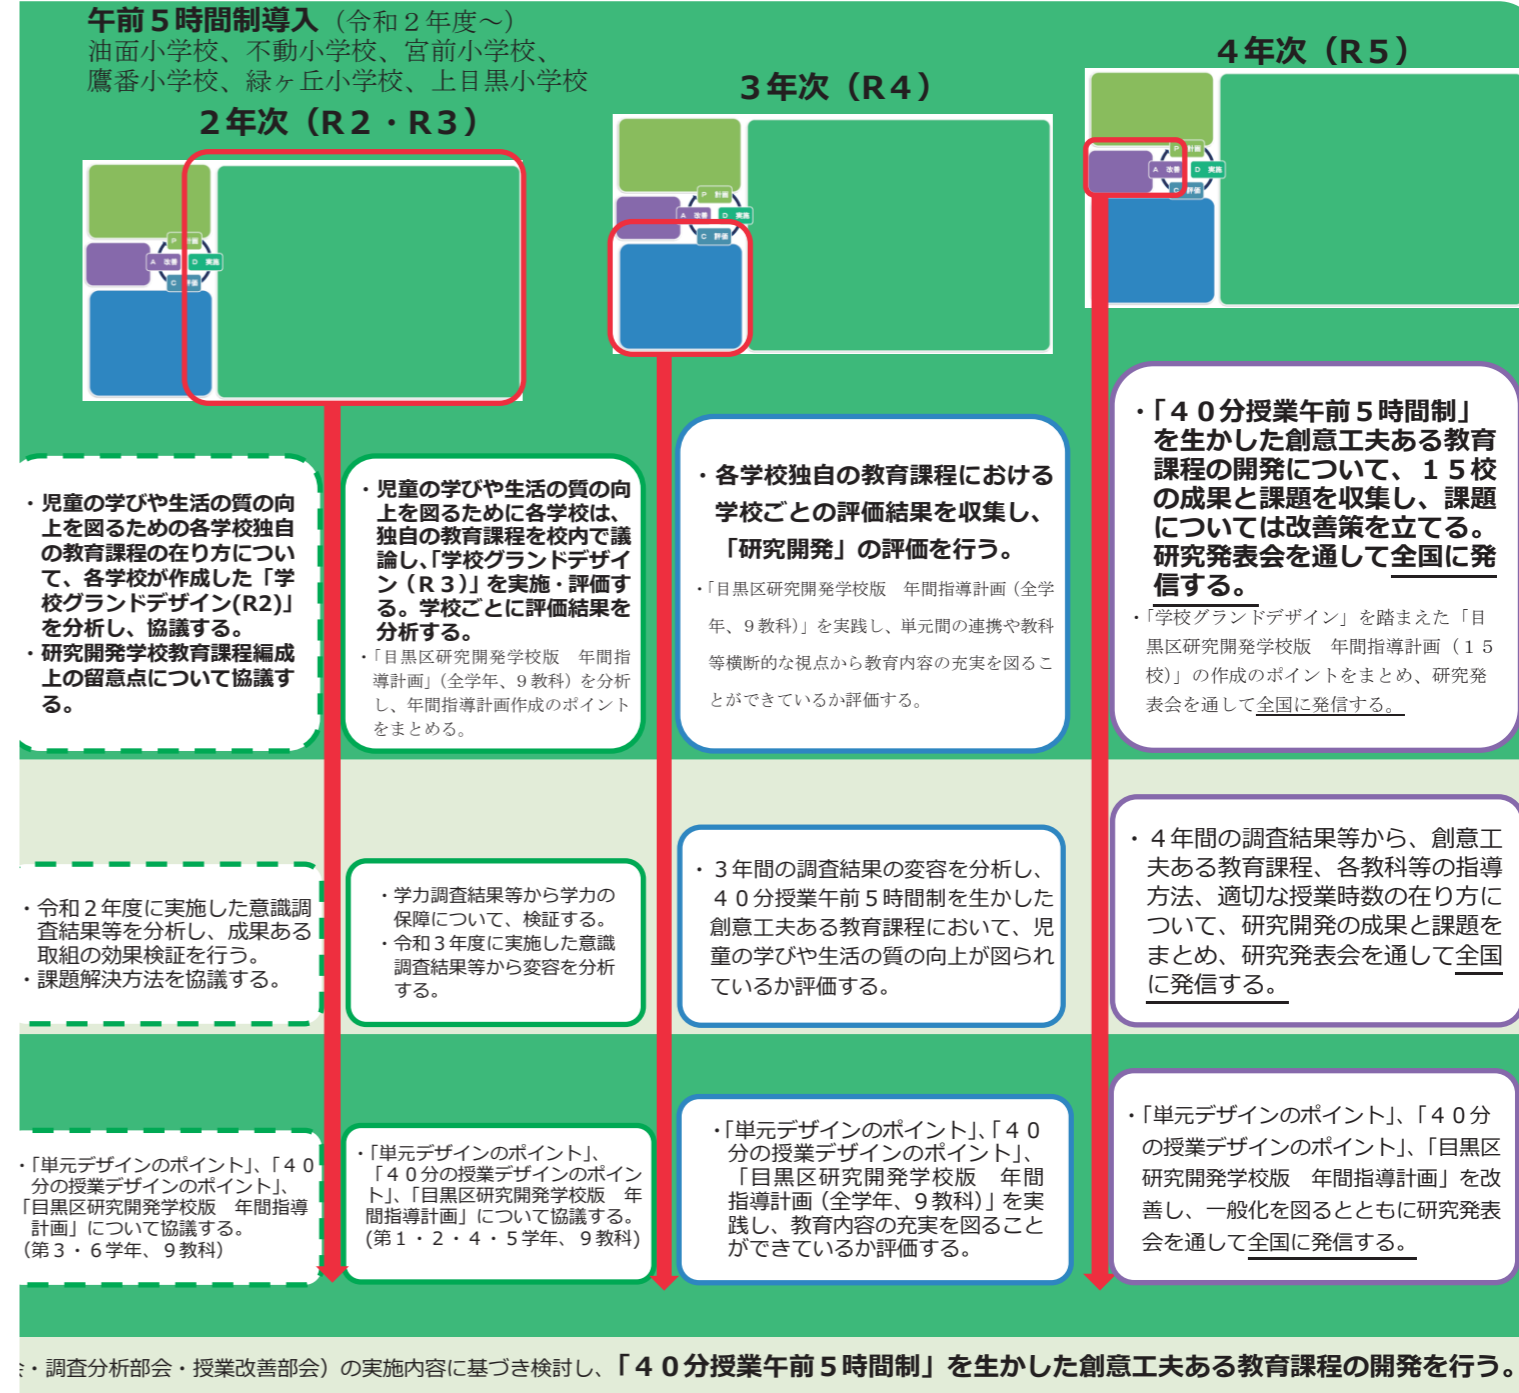 午前５時間制導入（令和２年度～）
油面小学校、不動小学校、宮前小学校、
鷹番小学校、緑ヶ丘小学校、上目黒小学校
２年次（Ｒ２・Ｒ３）
P 計画
A 改善
D 実施
C 評価
３年次（Ｒ４）
P 計画
A 改善
D 実施
C 評価
４年次（Ｒ５）
P 計画
A 改善
D 実施
C 評価
・児童の学びや生活の質の向
上を図るための各学校独自
の教育課程の在り方につい
て、各学校が作成した「学
校グランドデザイン(R2)」
を分析し、協議する。
・研究開発学校教育課程編成
上の留意点について協議す
る。
・児童の学びや生活の質の向
上を図るために各学校は、
独自の教育課程を校内で議
論し、「学校グランドデザイ
ン（Ｒ３）」を実施・評価す
る。学校ごとに評価結果を
分析する。
・「目黒区研究開発学校版　年間指
導計画」（全学年、９教科）を分析
し、年間指導計画作成のポイント
をまとめる。
・各学校独自の教育課程における
学校ごとの評価結果を収集し、
「研究開発」の評価を行う。
・「目黒区研究開発学校版　年間指導計画（全学
年、９教科）」を実践し、単元間の連携や教科
等横断的な視点から教育内容の充実を図るこ
とができているか評価する。
・「４０分授業午前５時間制」
を生かした創意工夫ある教育
課程の開発について、１５校
の成果と課題を収集し、課題
については改善策を立てる。
研究発表会を通して全国に発
信する。
・「学校グランドデザイン」を踏まえた「目
黒区研究開発学校版　年間指導計画（１５
校）」の作成のポイントをまとめ、研究発
表会を通して全国に発信する。
・令和２年度に実施した意識調
査結果等を分析し、成果ある
取組の効果検証を行う。
・課題解決方法を協議する。
・学力調査結果等から学力の
保障について、検証する。
・令和３年度に実施した意識
調査結果等から変容を分析
する。
・３年間の調査結果の変容を分析し、
４０分授業午前５時間制を生かした
創意工夫ある教育課程において、児
童の学びや生活の質の向上が図られ
ているか評価する。
・４年間の調査結果等から、創意工
夫ある教育課程、各教科等の指導
方法、適切な授業時数の在り方に
ついて、研究開発の成果と課題を
まとめ、研究発表会を通して全国
に発信する。
・「単元デザインのポイント」、「４０
分の授業デザインのポイント」、
「目黒区研究開発学校版　年間指導
計画」について協議する。
（第３・６学年、９教科）
・「単元デザインのポイント」、
「４０分の授業デザインのポイン
ト」、「目黒区研究開発学校版　年
間指導計画」について協議する。
(第１・２・４・５学年、９教科)
・「単元デザインのポイント」、「４０
分の授業デザインのポイント」、
「目黒区研究開発学校版　年間
指導計画（全学年、９教科）」を実
践し、教育内容の充実を図ること
ができているか評価する。
・「単元デザインのポイント」、「４０分
の授業デザインのポイント」、「目黒区
研究開発学校版　年間指導計画」を改
善し、一般化を図るとともに研究発表
会を通して全国に発信する。
・調査分析部会・授業改善部会）の実施内容に基づき検討し、「４０分授業午前５時間制」を生かした創意工夫ある教育課程の開発を行う。